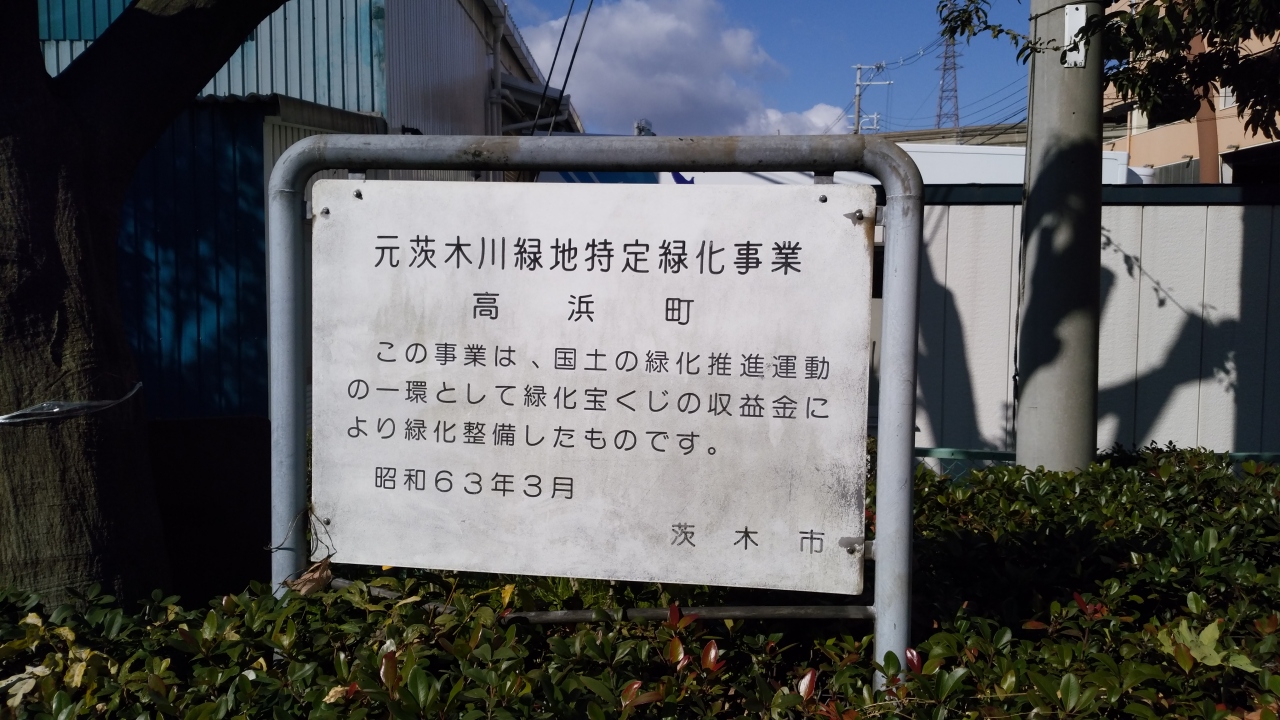 元茨木川緑地特定緑化事業
高浜町
この事業は、国土の緑化推進運動
の一環として緑化宝くじの収益金に
より緑化整備したものです。
昭和63年3月
茨木市